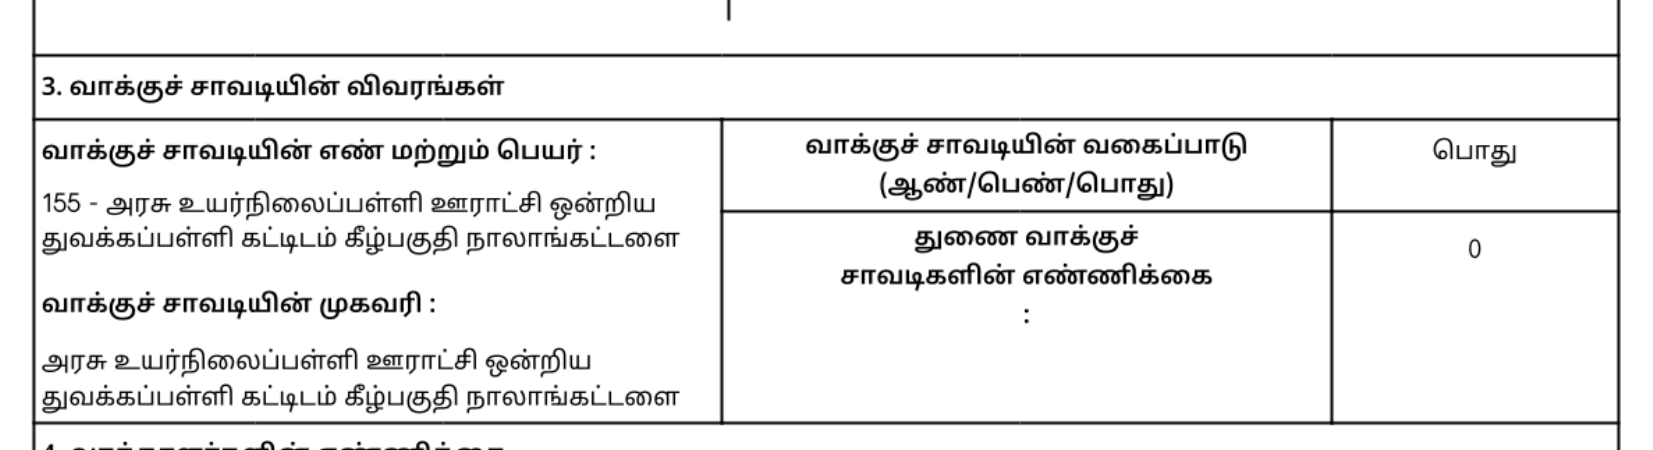 3. வாக்குச் சாவடியின் விவரங்கள்
வாக்குச் சாவடியின் எண் மற்றும் பெயர் :
155 - அரசு உயர்நிலைப்பள்ளி ஊராட்சி ஒன்றிய
துவக்கப்பள்ளி கட்டிடம் கீழ்பகுதி நாலாங்கட்டளை
வாக்குச் சாவடியின் முகவரி :
அரசு உயர்நிலைப்பள்ளி ஊராட்சி ஒன்றிய
துவக்கப்பள்ளி கட்டிடம் கீழ்பகுதி நாலாங்கட்டளை
வாக்குச் சாவடியின் வகைப்பாடு
(ஆண்/பெண்/பொது)
பொது
துணை வாக்குச்
சாவடிகளின் எண்ணிக்கை
:
0